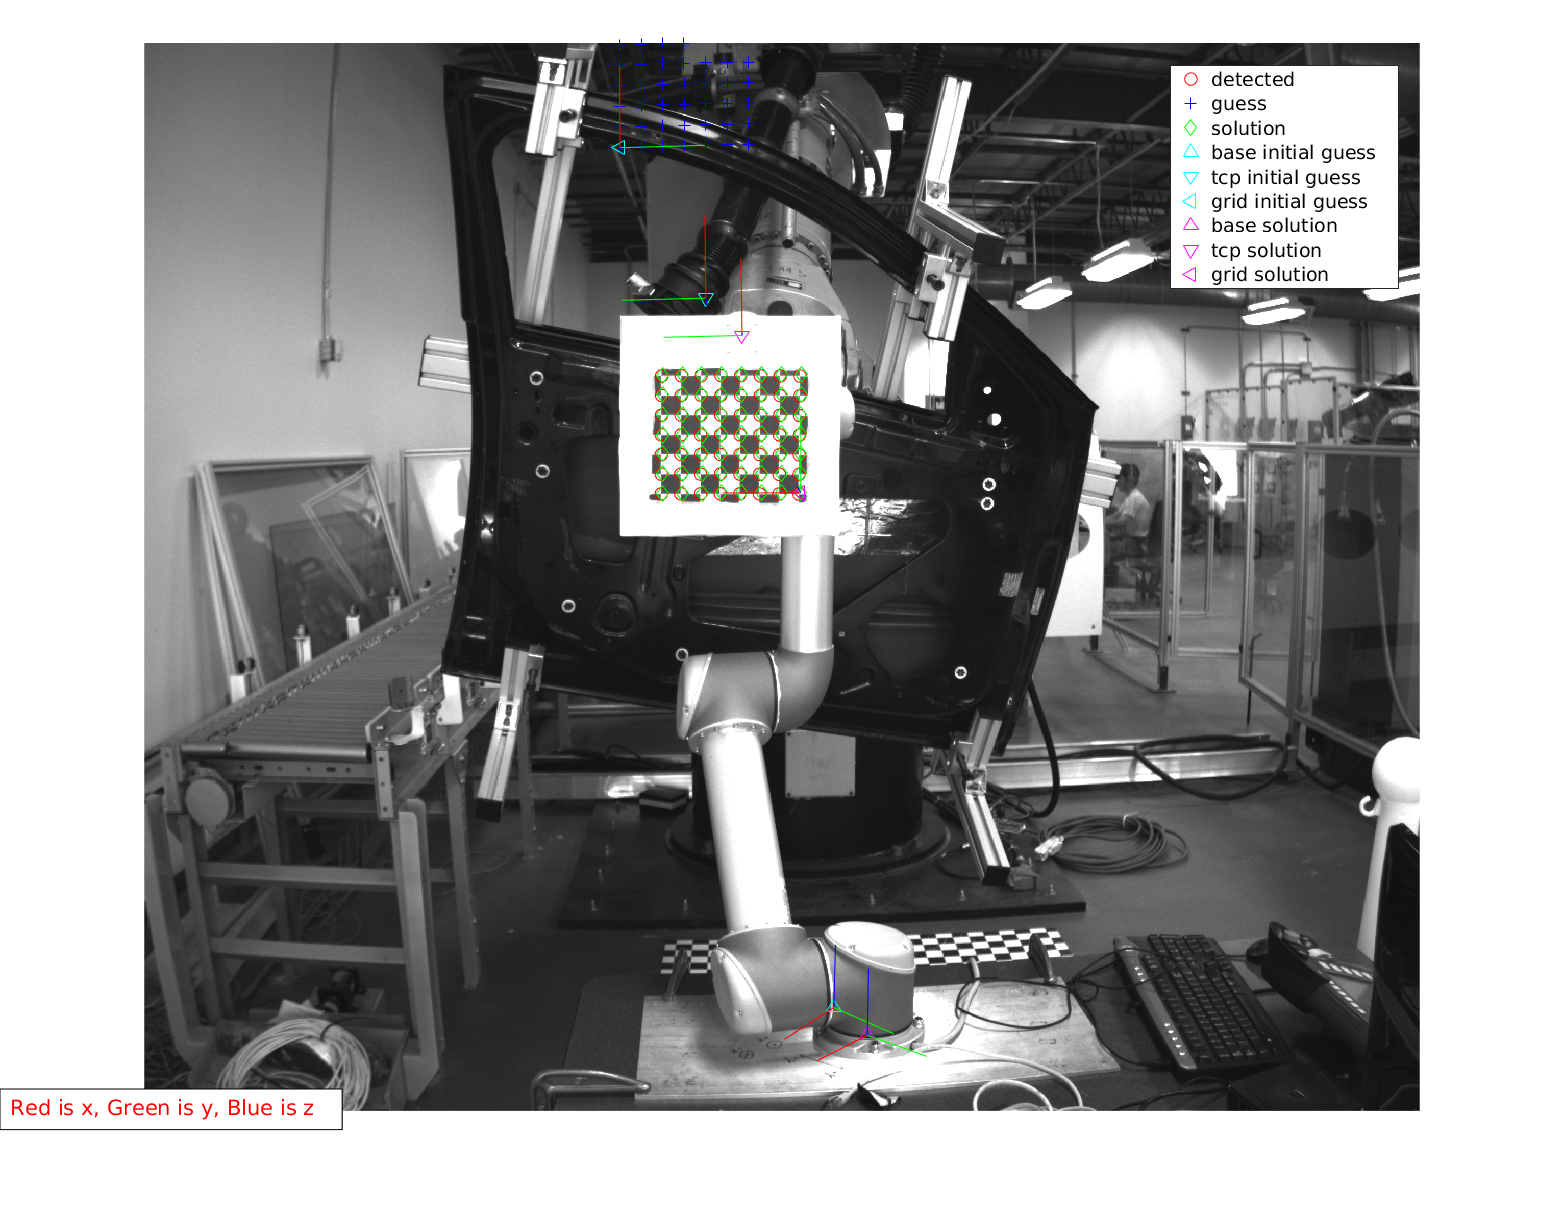 detected
guess
solution
base initial guess
tcp initial guess
grid initial guess
base solution
tcp solution
grid solution
Red is x, Green is y, Blue is z